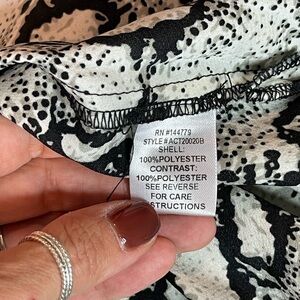 RN #144779
STYLE # ACT20020B
SHELL:
100%POLYESTER
CONTRAST:
100%POLYESTER
SEE REVERSE
FOR CARE
STRUCTIONS